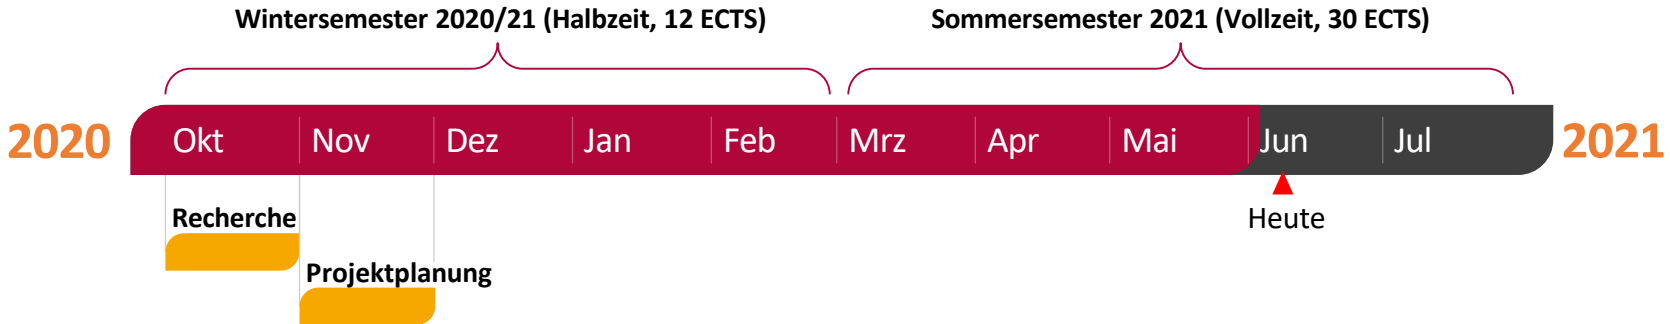 Wintersemester 2020/21 (Halbzeit, 12 ECTS) Sommersemester 2021 (Vollzeit, 30 ECTS)
2020 Okt Nov Dez Jan Feb Mrz Apr Mai Jun Jul 2021
Recherche Heute
Projektplanung